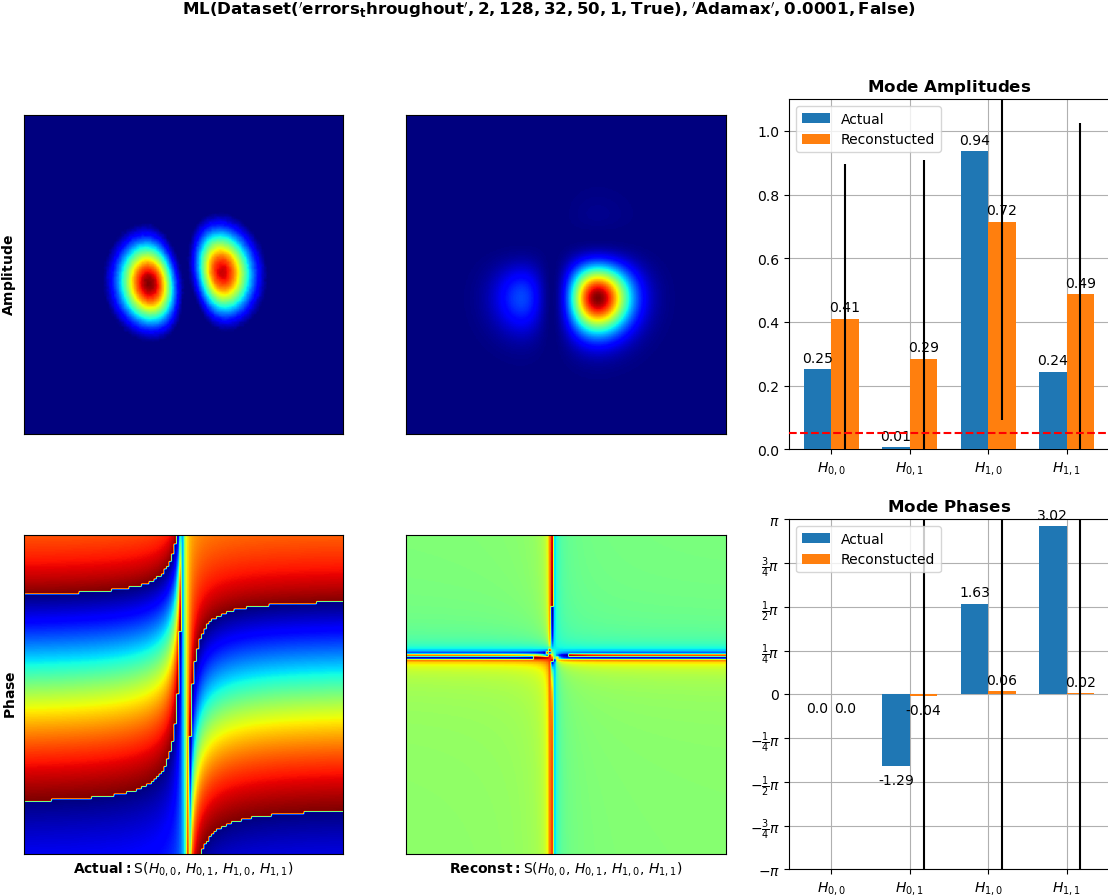 ML(Dataset('errors_throughout', 2, 128, 32, 50, 1, True), 'Adamax', 0.0001, False)
Mode Amplitudes
Amplitude
Actual
Reconstucted
1.0
0.8
0.6
0.4
0.2
0.0
0.25
0.41
0.01
0.29
0.94
0.72
0.24
0.49
H0,0
H0,1
H1,0
H1,1
Mode Phases
Phase
Actual
Reconstucted
π
3/4π
1/2π
1/4π
0
−1/4π
−1/2π
−3/4π
−π
0.0
0.0
-1.29
-0.04
1.63
0.06
3.02
0.02
H0,0
H0,1
H1,0
H1,1
Actual: S(H0,0, H0,1, H1,0, H1,1)
Reconst: S(H0,0, H0,1, H1,0, H1,1)